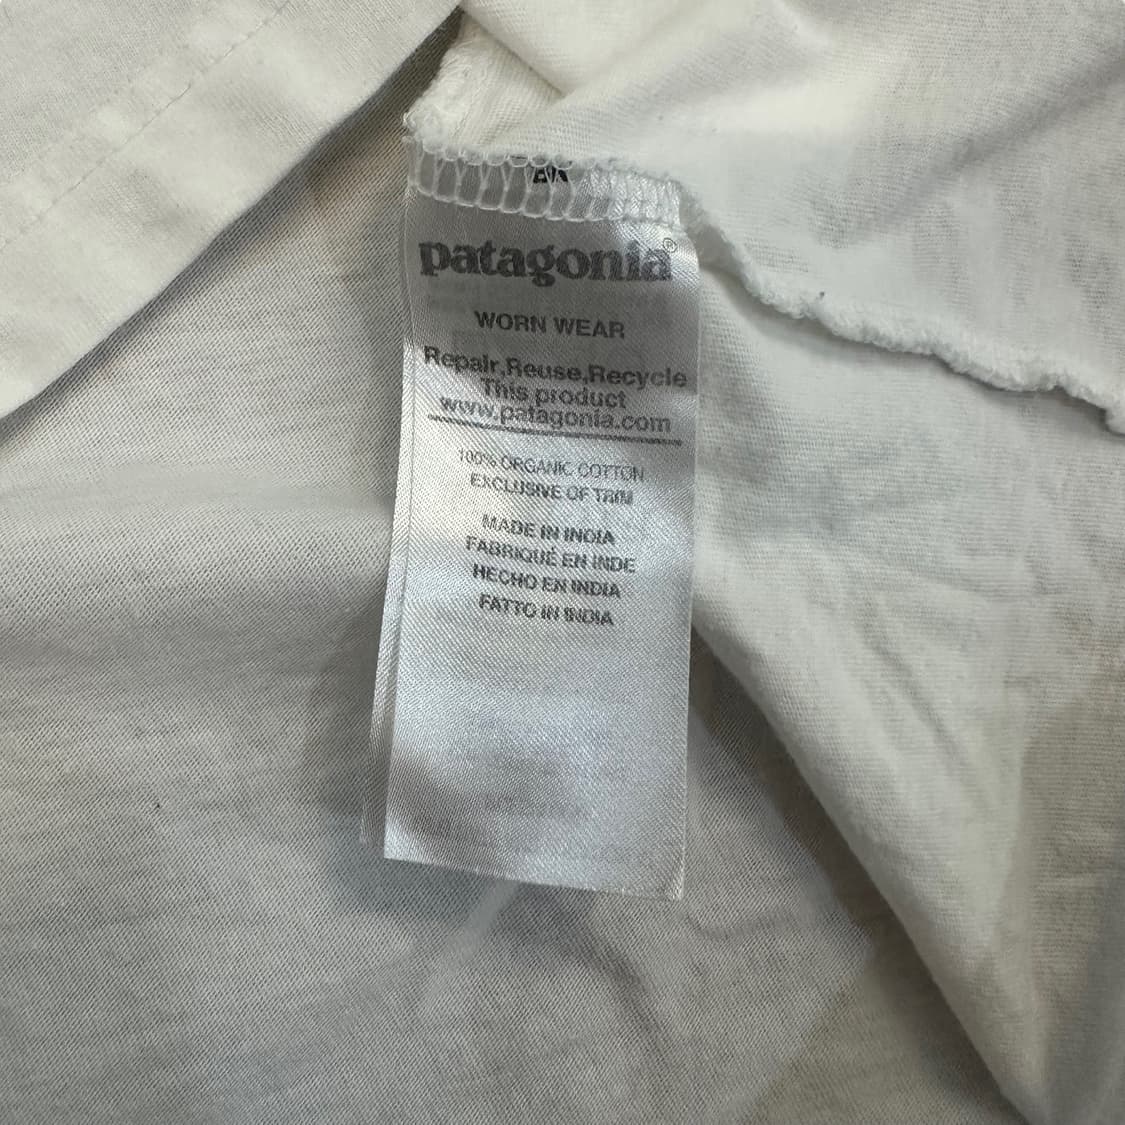 patagonia®
WORN WEAR
Repair,Reuse,Recycle
This product
www.patagonia.com
100% ORGANIC COTTON
EXCLUSIVE OF TRIM
MADE IN INDIA
FABRIQUÉ EN INDE
HECHO EN INDIA
FATTO IN INDIA